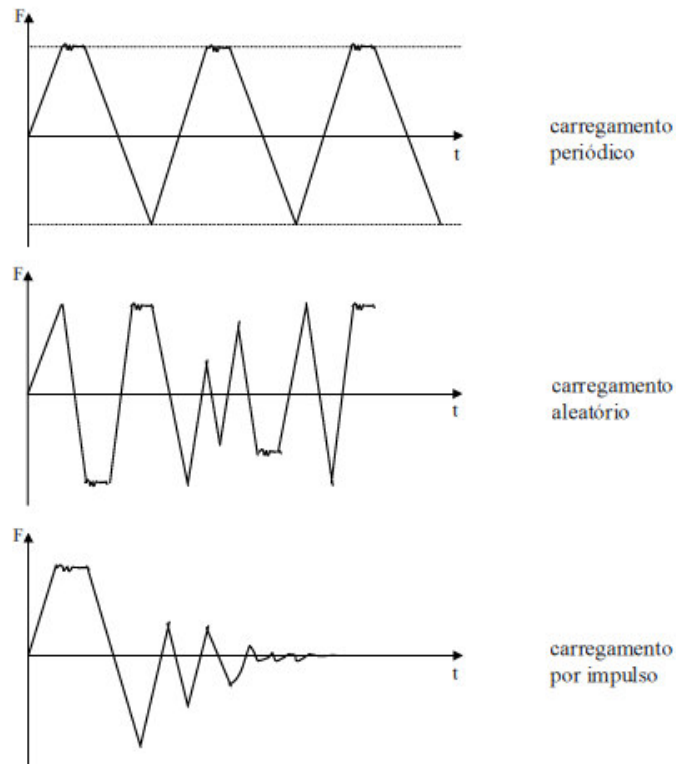 F
t
carregamento
periódico
F
t
carregamento
aleatório
F
t
carregamento
por impulso